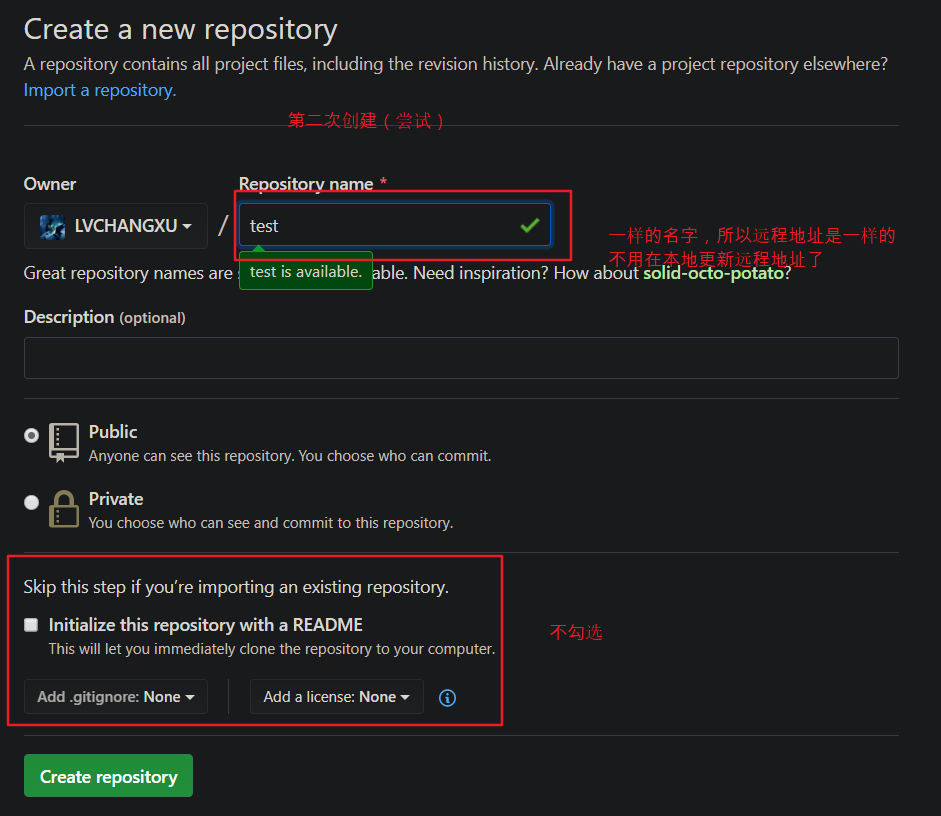 Create a new repository
A repository contains all project files, including the revision history. Already have a project repository elsewhere?
Import a repository.
第二次创建（尝试）
Owner
Repository name *
LVCHANGXU
/
test
一样的名字，所以远程地址是一样的
不用在本地更新远程地址了
Great repository names are able. Need inspiration? How about solid-octo-potato?
test is available.
Description (optional)
Public
Anyone can see this repository. You choose who can commit.
Private
You choose who can see and commit to this repository.
Skip this step if you’re importing an existing repository.
Initialize this repository with a README
不勾选
This will let you immediately clone the repository to your computer.
Add .gitignore: None
Add a license: None
Create repository